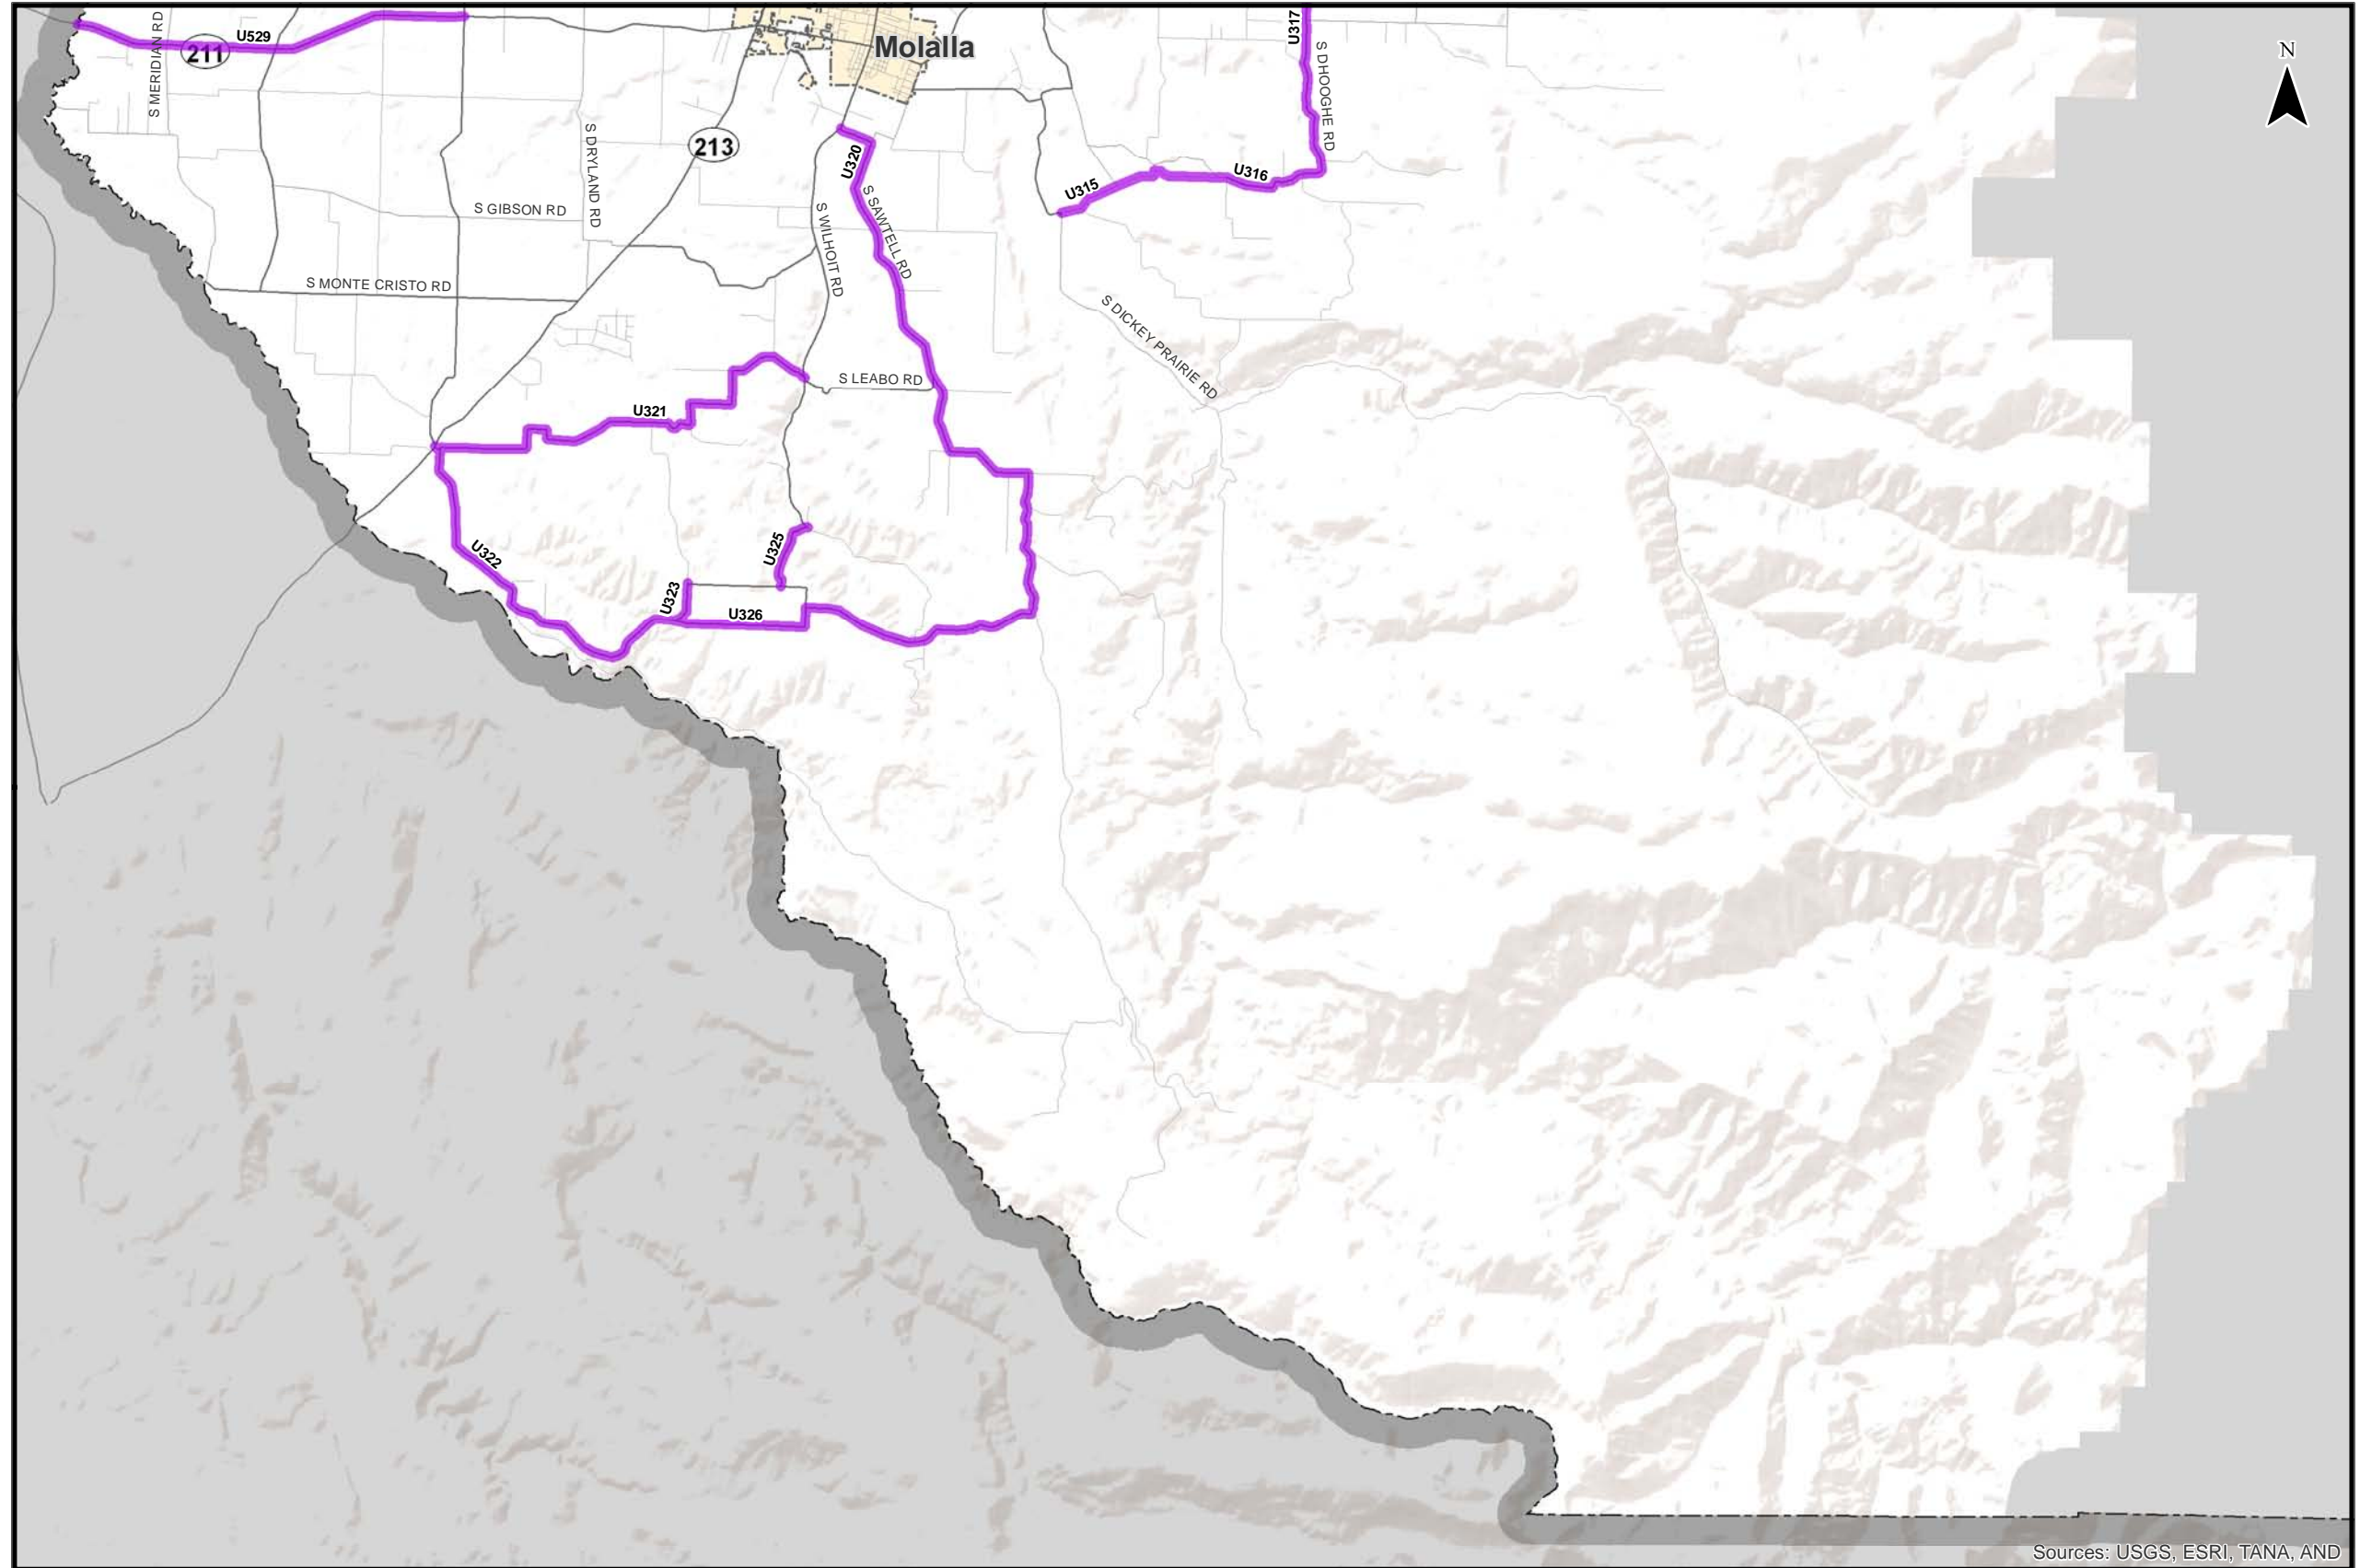 U529
211
S MERIDIAN RD
Molalla
U317
S DHOOGHE RD
N
213
S DRYLAND RD
U320
S SAWTELL RD
S WILHOIT RD
U315
U316
S GIBSON RD
S MONTE CRISTO RD
S DICKEY PRAIRIE RD
S LEABO RD
U321
U322
U325
U323
U326
Sources: USGS, ESRI, TANA, AND